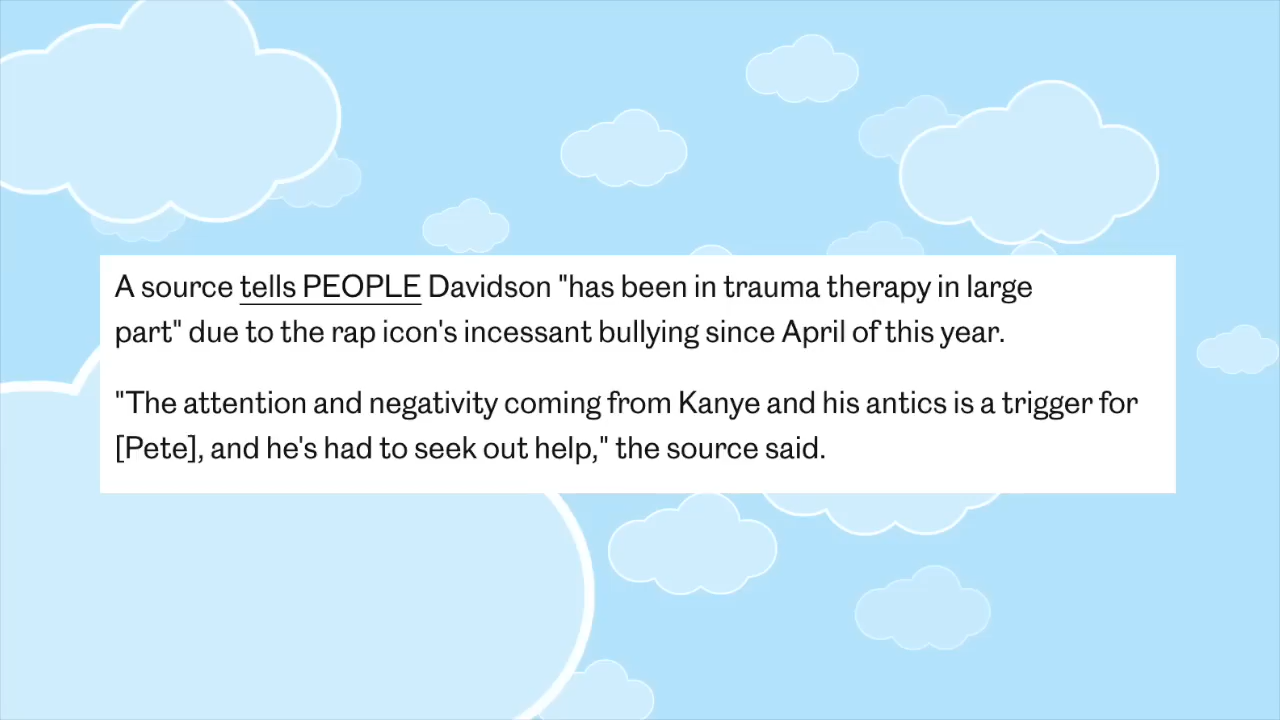 A source tells PEOPLE Davidson "has been in trauma therapy in large
part" due to the rap icon's incessant bullying since April of this year.
"The attention and negativity coming from Kanye and his antics is a trigger for
[Pete], and he's had to seek out help," the source said.